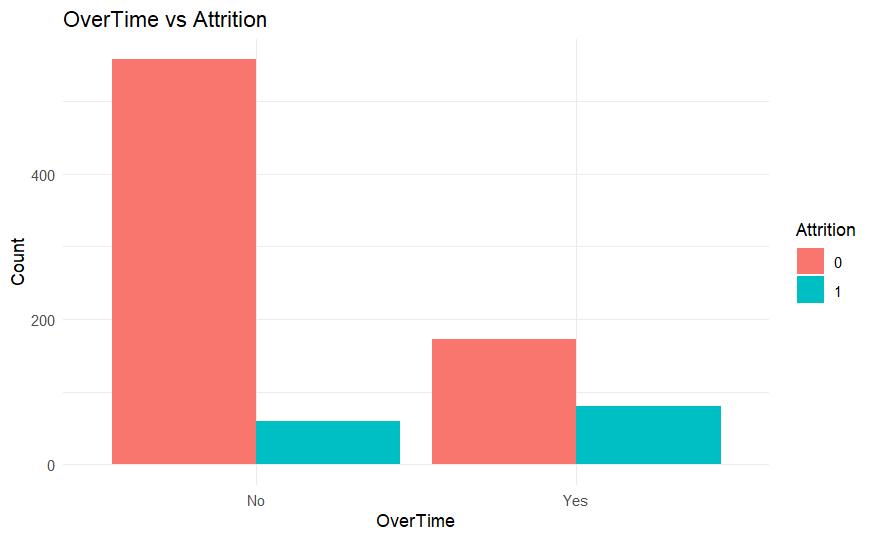 OverTime vs Attrition
Count
400
200
0
No
Yes
OverTime
Attrition
0
1